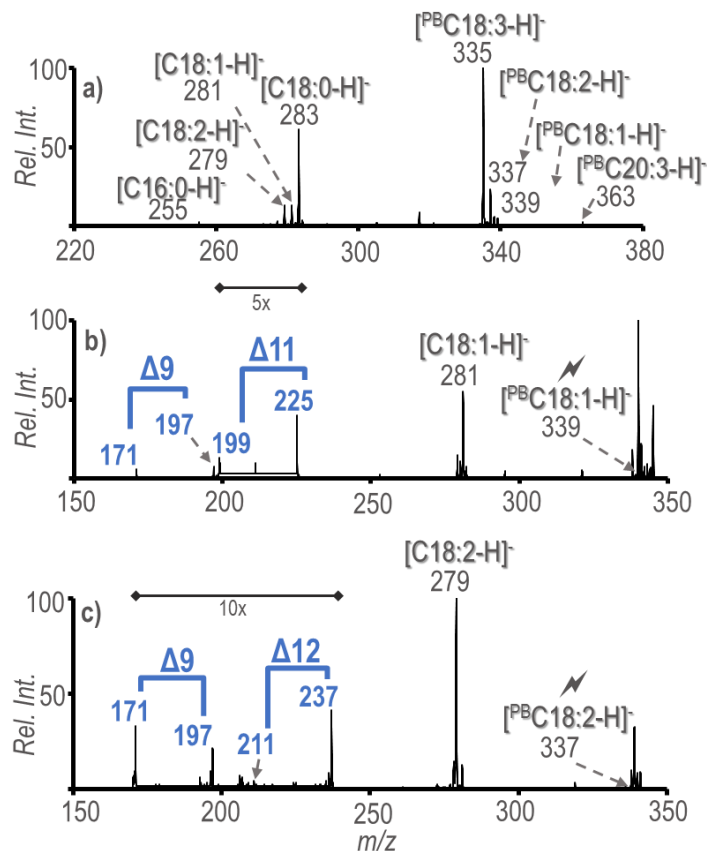 [ᴾᴮC18:3-H]⁻
335
100
a)
[C18:1-H]⁻
281
[C18:0-H]⁻
283
[ᴾᴮC18:2-H]⁻
[C18:2-H]⁻
279
[ᴾᴮC18:1-H]⁻
50
[C16:0-H]⁻
255
337
339
[ᴾᴮC20:3-H]⁻
363
Rel. Int.
220 260 300 340 380
5x
100
b)
Δ9
Δ11
[C18:1-H]⁻
281
[ᴾᴮC18:1-H]⁻
339
50
171
197
199
225
Rel. Int.
150 200 250 300 350
[C18:2-H]⁻
279
100
c)
10x
Δ9
Δ12
50
171
197
211
237
[ᴾᴮC18:2-H]⁻
337
Rel. Int.
150 200 250 300 350
m/z